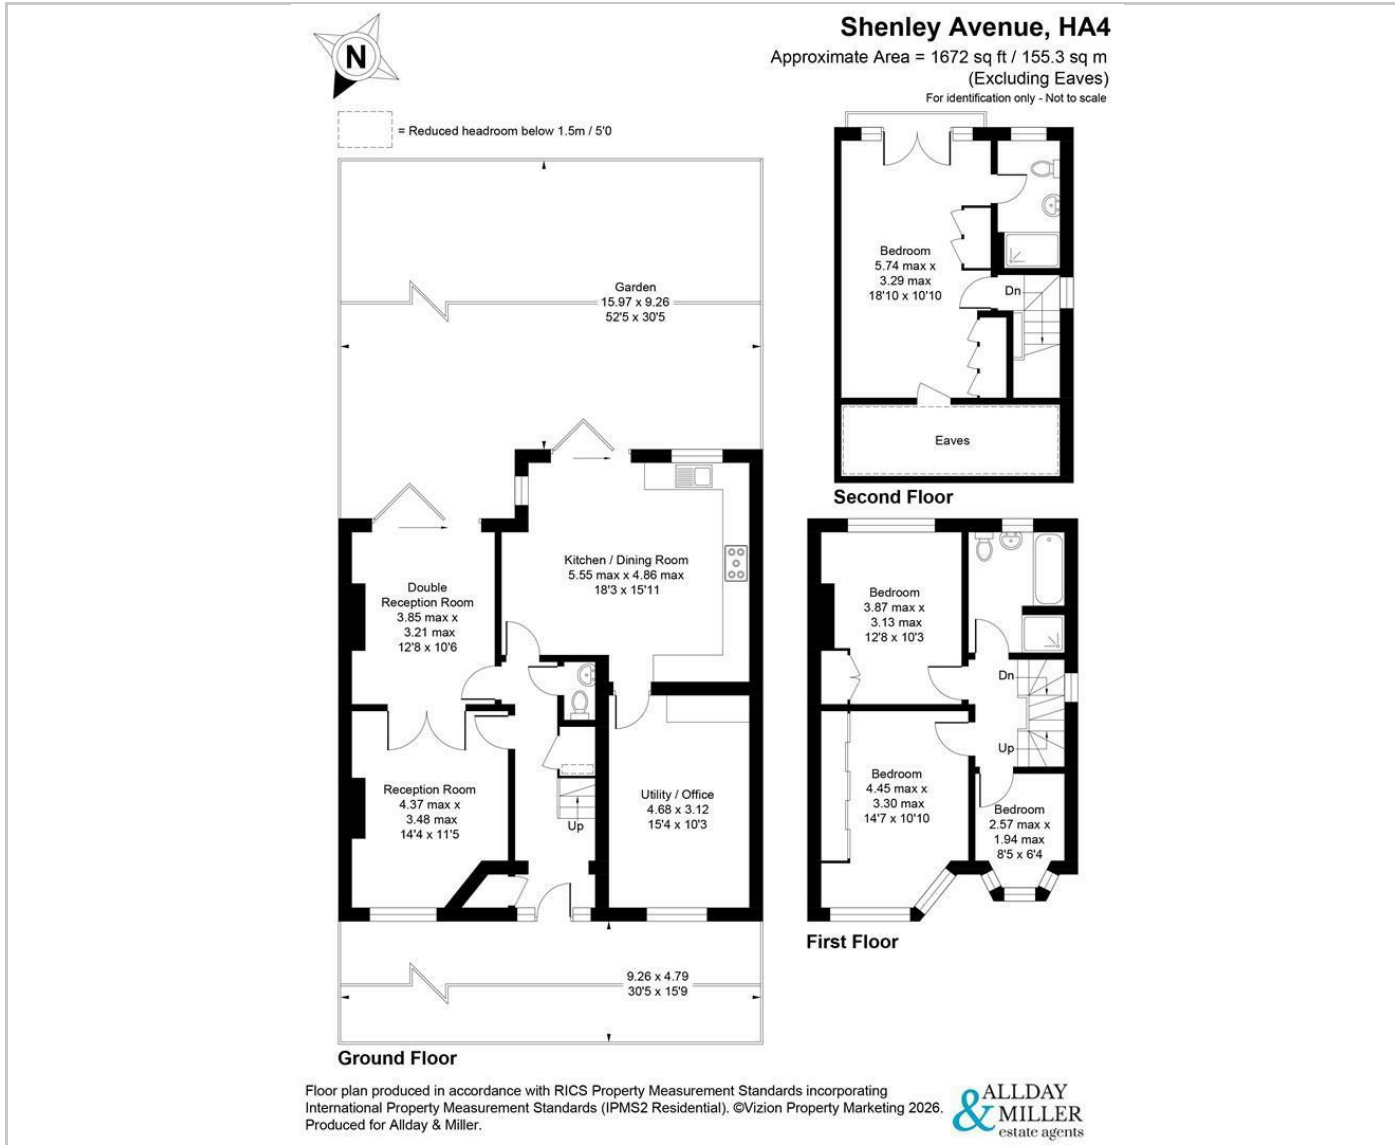 Shenley Avenue, HA4
Approximate Area = 1672 sq ft / 155.3 sq m
(Excluding Eaves)
For identification only - Not to scale
N
= Reduced headroom below 1.5m / 5'0
Garden
15.97 x 9.26
52'5 x 30'5
Kitchen / Dining Room
5.55 max x 4.86 max
18'3 x 15'11
Double
Reception Room
3.85 max x
3.21 max
12'8 x 10'6
Reception Room
4.37 max x
3.48 max
14'4 x 11'5
Up
Utility / Office
4.68 x 3.12
15'4 x 10'3
9.26 x 4.79
30'5 x 15'9
Ground Floor
Bedroom
5.74 max x
3.29 max
18'10 x 10'10
Dn
Eaves
Second Floor
Bedroom
3.87 max x
3.13 max
12'8 x 10'3
Dn
Up
Bedroom
4.45 max x
3.30 max
14'7 x 10'10
Bedroom
2.57 max x
1.94 max
8'5 x 6'4
First Floor
Floor plan produced in accordance with RICS Property Measurement Standards incorporating
International Property Measurement Standards (IPMS2 Residential). ©Vizion Property Marketing 2026.
Produced for Allday & Miller.
ALLDAY
& MILLER
estate agents